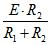 E · R₂
R₁ + R₂